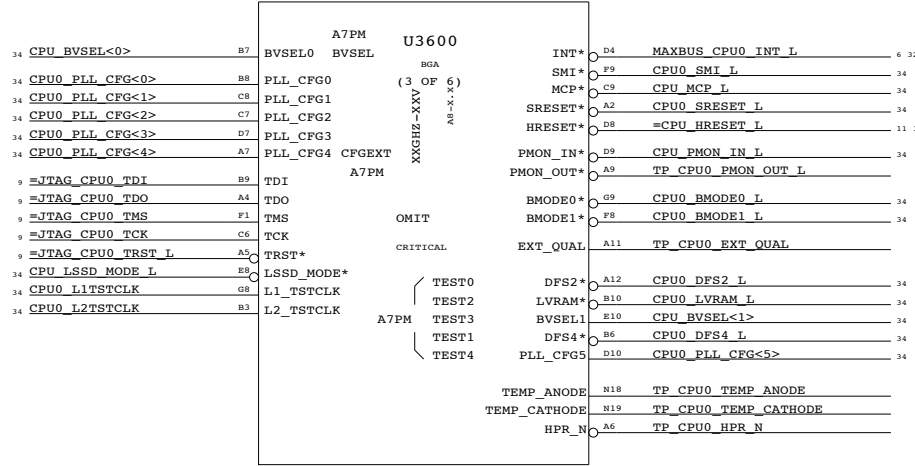 A7PM
U3600
34 CPU_BVSEL<0> B7 BVSEL0 BVSEL INT* D4 MAXBUS_CPU0_INT_L 6 32
BGA
SMI* F9 CPU0_SMI_L 34
34 CPU0_PLL_CFG<0> B8 PLL_CFG0 (3 OF 6) MCP* C9 CPU_MCP_L 34
34 CPU0_PLL_CFG<1> C8 PLL_CFG1 SRESET* A2 CPU0_SRESET_L 34
34 CPU0_PLL_CFG<2> C7 PLL_CFG2 HRESET* D8 =CPU_HRESET_L 11
XXGHZ-XXV
A8-X.X
34 CPU0_PLL_CFG<3> D7 PLL_CFG3
34 CPU0_PLL_CFG<4> A7 PLL_CFG4 CFGEXT PMON_IN* D9 CPU_PMON_IN_L 34
A7PM PMON_OUT* A9 TP_CPU0_PMON_OUT_L
9 =JTAG_CPU0_TDI B9 TDI
9 =JTAG_CPU0_TDO A4 TDO BMODE0* G9 CPU0_BMODE0_L 34
9 =JTAG_CPU0_TMS F1 TMS OMIT BMODE1* F8 CPU0_BMODE1_L 34
9 =JTAG_CPU0_TCK C6 TCK
9 =JTAG_CPU0_TRST_L A5 TRST* CRITICAL EXT_QUAL A11 TP_CPU0_EXT_QUAL
34 CPU_LSSD_MODE_L E8 LSSD_MODE*
34 CPU0_L1TSTCLK G8 L1_TSTCLK TEST0 DFS2* A12 CPU0_DFS2_L 34
34 CPU0_L2TSTCLK B3 L2_TSTCLK TEST2 LVRAM* B10 CPU0_LVRAM_L 34
A7PM TEST3 BVSEL1 E10 CPU_BVSEL<1> 34
TEST1 DFS4* B6 CPU0_DFS4_L 34
TEST4 PLL_CFG5 D10 CPU0_PLL_CFG<5> 34
TEMP_ANODE N18 TP_CPU0_TEMP_ANODE
TEMP_CATHODE N19 TP_CPU0_TEMP_CATHODE
HPR_N A6 TP_CPU0_HPR_N